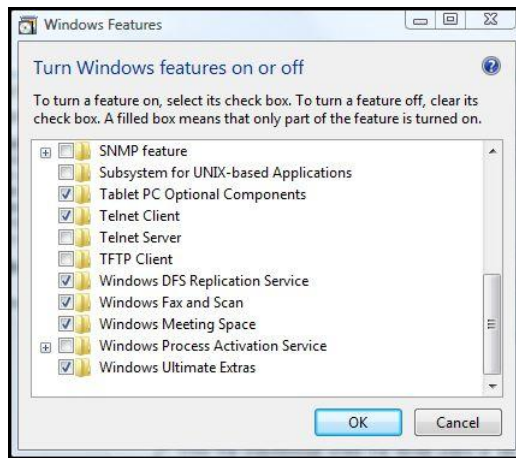 Windows Features
Turn Windows features on or off
To turn a feature on, select its check box. To turn a feature off, clear its
check box. A filled box means that only part of the feature is turned on.
SNMP feature
Subsystem for UNIX-based Applications
Tablet PC Optional Components
Telnet Client
Telnet Server
TFTP Client
Windows DFS Replication Service
Windows Fax and Scan
Windows Meeting Space
Windows Process Activation Service
Windows Ultimate Extras
OK
Cancel